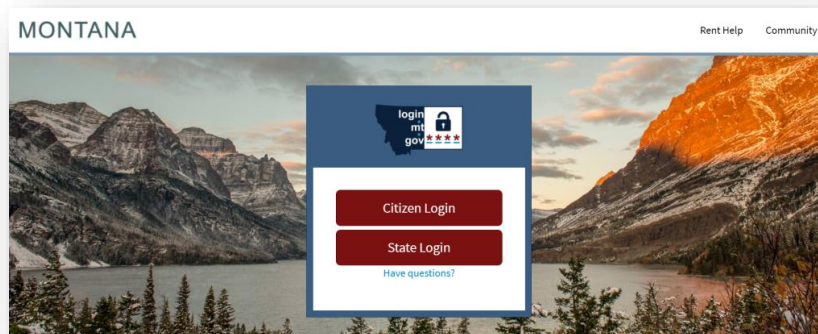 MONTANA
Rent Help Community
login
mt
gov ****
Citizen Login
State Login
Have questions?